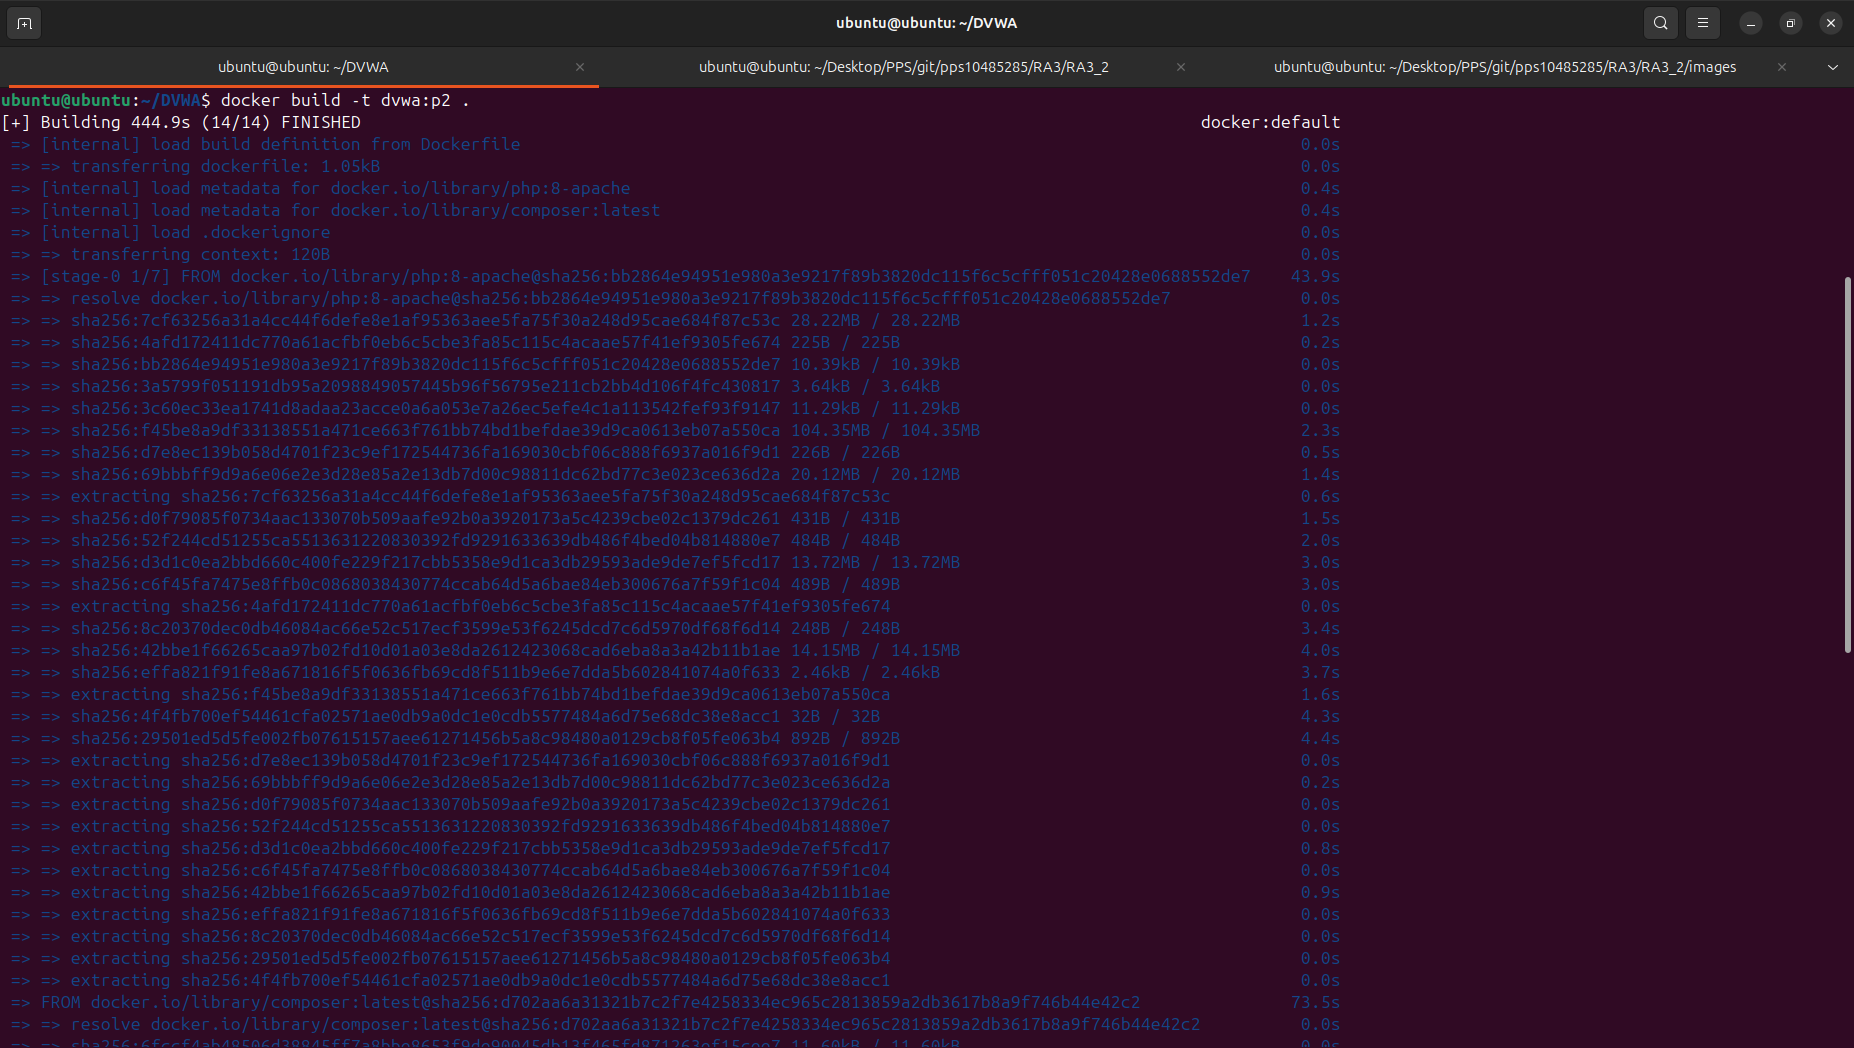 ubuntu@ubuntu: ~/DVWA
ubuntu@ubuntu: ~/DVWA
ubuntu@ubuntu: ~/Desktop/PPS/git/pps10485285/RA3/RA3_2
ubuntu@ubuntu: ~/Desktop/PPS/git/pps10485285/RA3/RA3_2/images
ubuntu@ubuntu:~/DVWA$ docker build -t dvwa:p2 .
[+] Building 444.9s (14/14) FINISHED docker:default
=> [internal] load build definition from Dockerfile 0.0s
=> => transferring dockerfile: 1.05kB 0.0s
=> [internal] load metadata for docker.io/library/php:8-apache 0.4s
=> [internal] load metadata for docker.io/library/composer:latest 0.4s
=> [internal] load .dockerignore 0.0s
=> => transferring context: 120B 0.0s
=> [stage-0 1/7] FROM docker.io/library/php:8-apache@sha256:bb2864e94951e980a3e9217f89b3820dc115f6c5cfff051c20428e0688552de7 43.9s
=> => resolve docker.io/library/php:8-apache@sha256:bb2864e94951e980a3e9217f89b3820dc115f6c5cfff051c20428e0688552de7 0.0s
=> => sha256:7cf63256a31a4cc44f6defe8e1af95363aee5fa75f30a248d95cae684f87c53c 28.22MB / 28.22MB 1.2s
=> => sha256:4afd172411dc770a61acfbf0eb6c5cbe3fa85c115c4acaae57f41ef9305fe674 225B / 225B 0.2s
=> => sha256:bb2864e94951e980a3e9217f89b3820dc115f6c5cfff051c20428e0688552de7 10.39kB / 10.39kB 0.0s
=> => sha256:3a5799f051191db95a2098849057445b96f56795e211cb2bb4d106f4fc430817 3.64kB / 3.64kB 0.0s
=> => sha256:3c60ec33ea1741d8adaa23acce0a6a053e7a26ec5efe4c1a113542fef93f9147 11.29kB / 11.29kB 0.0s
=> => sha256:f45be8a9df33138551a471ce663f761bb74bd1befdae39d9ca0613eb07a550ca 104.35MB / 104.35MB 2.3s
=> => sha256:d7e8ec139b058d4701f23c9ef172544736fa169030cbf06c888f6937a016f9d1 226B / 226B 0.5s
=> => sha256:69bbbff9d9a6e06e2e3d28e85a2e13db7d00c98811dc62bd77c3e023ce636d2a 20.12MB / 20.12MB 1.4s
=> => extracting sha256:7cf63256a31a4cc44f6defe8e1af95363aee5fa75f30a248d95cae684f87c53c 0.6s
=> => sha256:d0f79085f0734aac133070b509aafe92b0a3920173a5c4239cbe02c1379dc261 431B / 431B 1.5s
=> => sha256:52f244cd51255ca5513631220830392fd9291633639db486f4bed04b814880e7 484B / 484B 2.0s
=> => sha256:d3d1c0ea2bbd660c400fe229f217cbb5358e9d1ca3db29593ade9de7ef5fcd17 13.72MB / 13.72MB 3.0s
=> => sha256:c6f45fa7475e8ffb0c0868038430774ccab64d5a6bae84eb300676a7f59f1c04 489B / 489B 3.0s
=> => extracting sha256:4afd172411dc770a61acfbf0eb6c5cbe3fa85c115c4acaae57f41ef9305fe674 0.0s
=> => sha256:8c20370dec0db46084ac66e52c517ecf3599e53f6245dcd7c6d5970df68f6d14 248B / 248B 3.4s
=> => sha256:42bbe1f66265caa97b02fd10d01a03e8da2612423068cad6eba8a3a42b11b1ae 14.15MB / 14.15MB 4.0s
=> => sha256:effa821f91fe8a671816f5f0636fb69cd8f511b9e6e7dda5b602841074a0f633 2.46kB / 2.46kB 3.7s
=> => extracting sha256:f45be8a9df33138551a471ce663f761bb74bd1befdae39d9ca0613eb07a550ca 1.6s
=> => sha256:4f4fb700ef54461cfa02571ae0db9a0dc1e0cdb5577484a6d75e68dc38e8acc1 32B / 32B 4.3s
=> => sha256:29501ed5d5fe002fb07615157aee61271456b5a8c98480a0129cb8f05fe063b4 892B / 892B 4.4s
=> => extracting sha256:d7e8ec139b058d4701f23c9ef172544736fa169030cbf06c888f6937a016f9d1 0.0s
=> => extracting sha256:69bbbff9d9a6e06e2e3d28e85a2e13db7d00c98811dc62bd77c3e023ce636d2a 0.2s
=> => extracting sha256:d0f79085f0734aac133070b509aafe92b0a3920173a5c4239cbe02c1379dc261 0.0s
=> => extracting sha256:52f244cd51255ca5513631220830392fd9291633639db486f4bed04b814880e7 0.0s
=> => extracting sha256:d3d1c0ea2bbd660c400fe229f217cbb5358e9d1ca3db29593ade9de7ef5fcd17 0.8s
=> => extracting sha256:c6f45fa7475e8ffb0c0868038430774ccab64d5a6bae84eb300676a7f59f1c04 0.0s
=> => extracting sha256:42bbe1f66265caa97b02fd10d01a03e8da2612423068cad6eba8a3a42b11b1ae 0.9s
=> => extracting sha256:effa821f91fe8a671816f5f0636fb69cd8f511b9e6e7dda5b602841074a0f633 0.0s
=> => extracting sha256:8c20370dec0db46084ac66e52c517ecf3599e53f6245dcd7c6d5970df68f6d14 0.0s
=> => extracting sha256:29501ed5d5fe002fb07615157aee61271456b5a8c98480a0129cb8f05fe063b4 0.0s
=> => extracting sha256:4f4fb700ef54461cfa02571ae0db9a0dc1e0cdb5577484a6d75e68dc38e8acc1 0.0s
=> FROM docker.io/library/composer:latest@sha256:d702aa6a31321b7c2f7e4258334ec965c2813859a2db3617b8a9f746b44e42c2 73.5s
=> => resolve docker.io/library/composer:latest@sha256:d702aa6a31321b7c2f7e4258334ec965c2813859a2db3617b8a9f746b44e42c2 0.0s
=> => 11.60kB / 11.60kB 0.0s